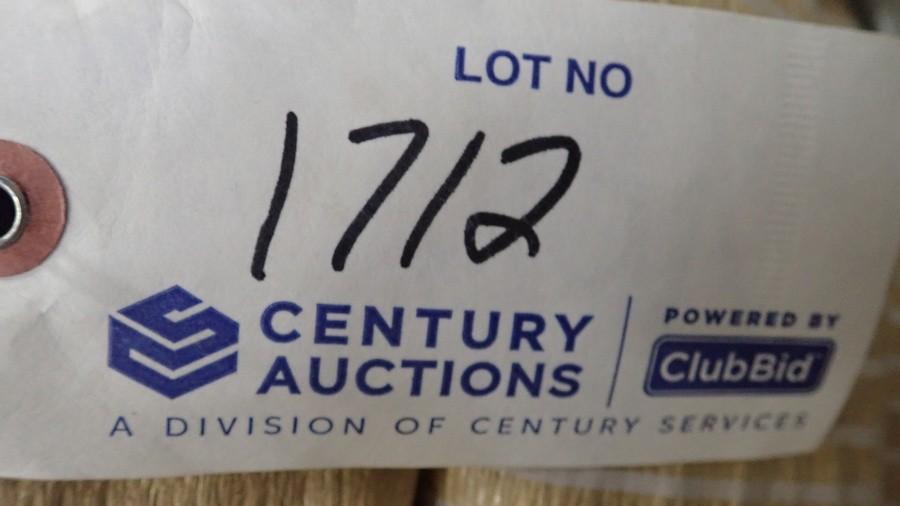 LOT NO
1712
CENTURY AUCTIONS
POWERED BY
ClubBid
A DIVISION OF CENTURY SERVICES